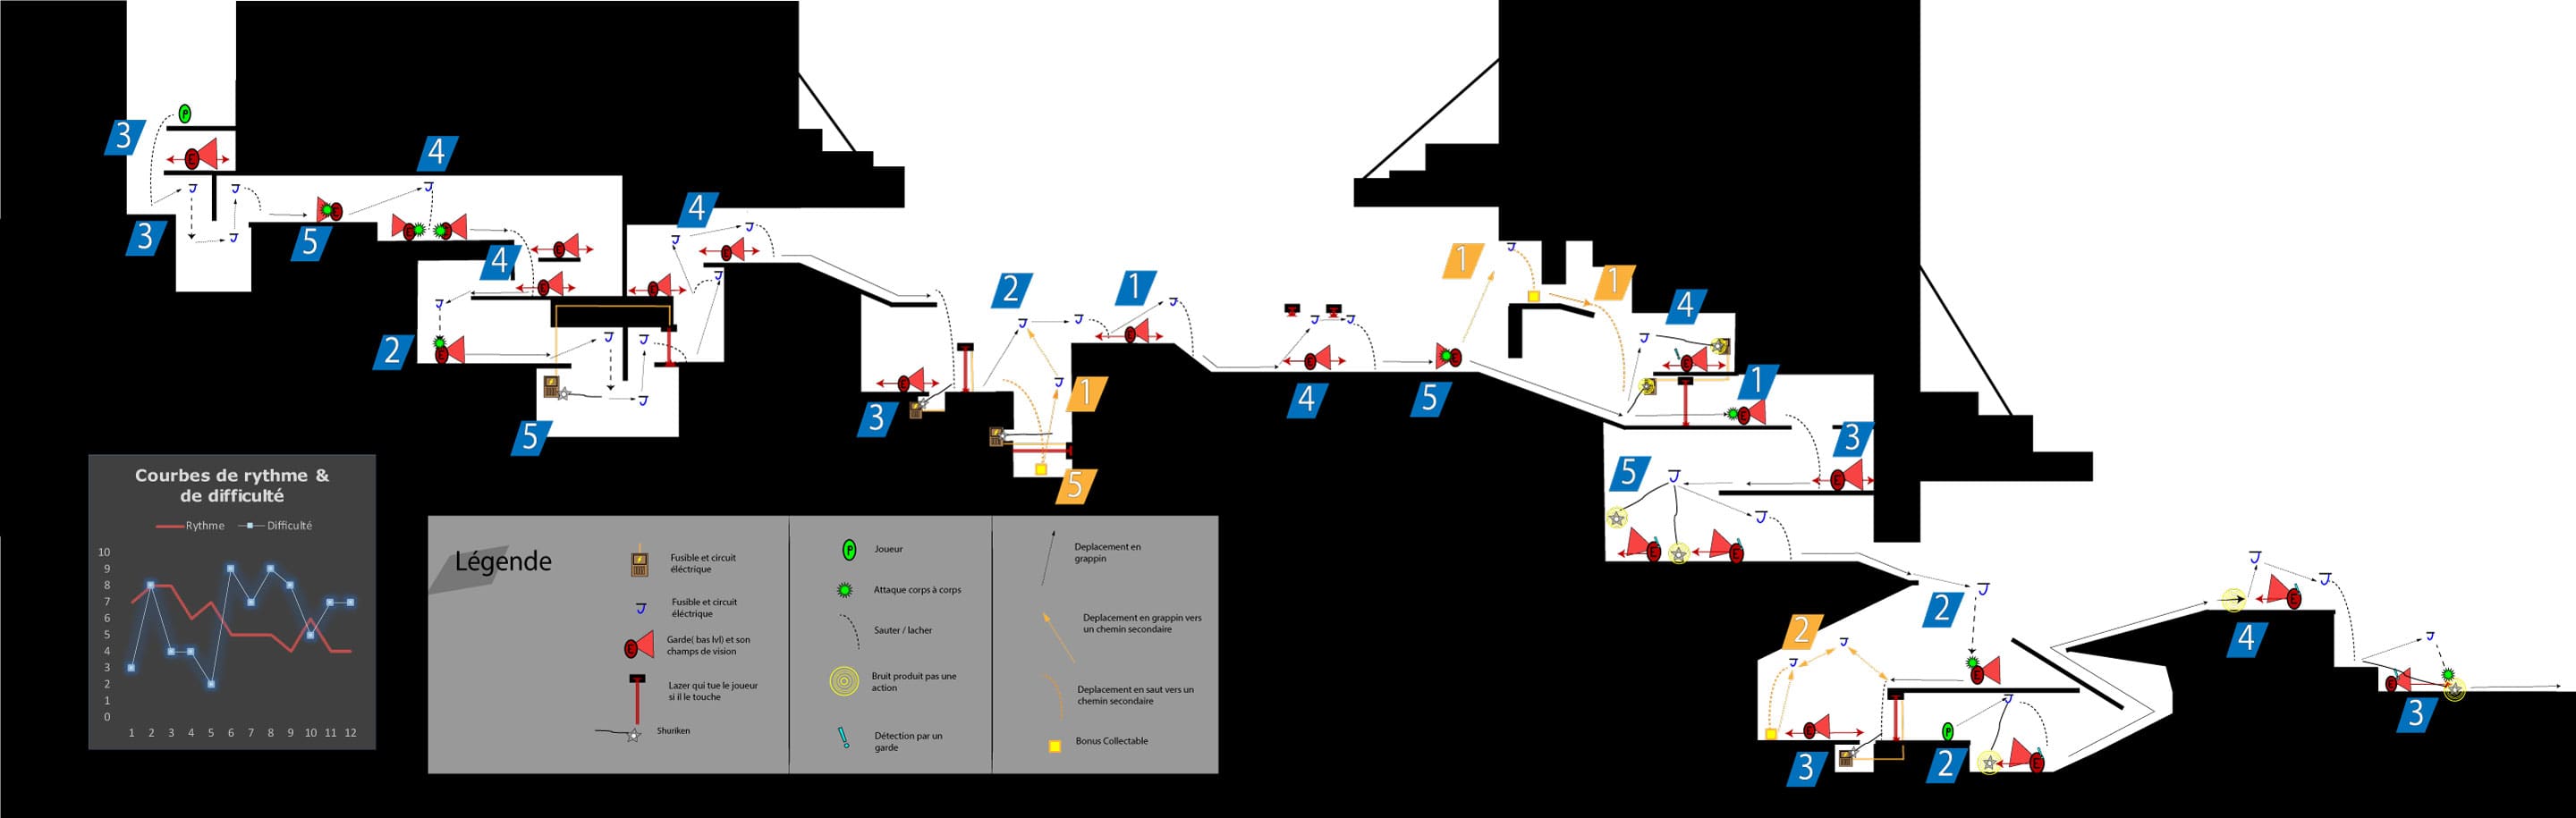 P
E
3
3
5
4
4
2
5
4
3
2
1
5
1
4
5
1
1
4
1
3
5
2
2
3
2
4
3
Courbes de rythme &
de difficulté
Rythme
Difficulté
10
9
8
7
6
5
4
3
2
1
0
1 2 3 4 5 6 7 8 9 10 11 12
Légende
Fusible et circuit
éléctrique
Fusible et circuit
éléctrique
Garde( bas lvl) et son
champs de vision
Lazer qui tue le joueur
si il le touche
Shuriken
Joueur
Attaque corps à corps
Sauter / lacher
Bruit produit pas une
action
Détection par un
garde
Deplacement en
grappin
Deplacement en grappin vers
un chemin secondaire
Deplacement en saut vers un
chemin secondaire
Bonus Collectable